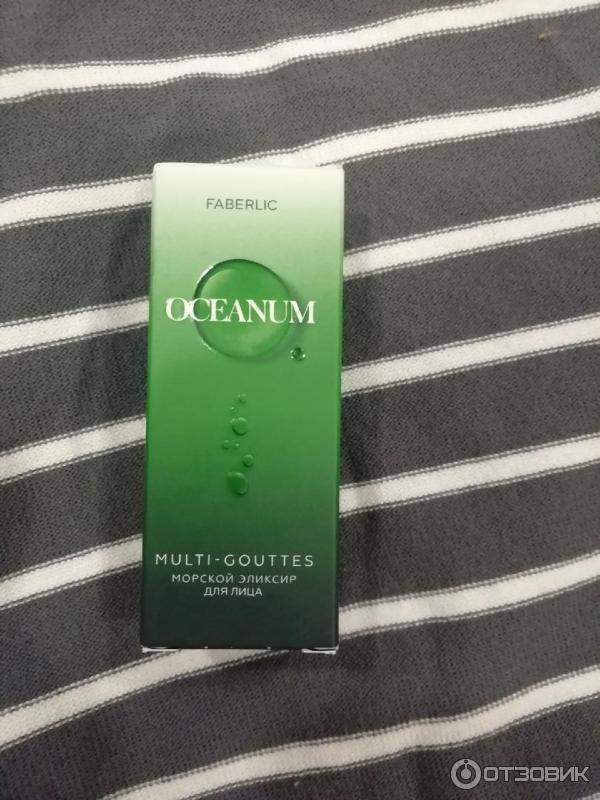 FABERLIC
OCEANUM
MULTI-GOUTTES
МОРСКОЙ ЭЛИКСИР
ДЛЯ ЛИЦА
ОТЗОВИК